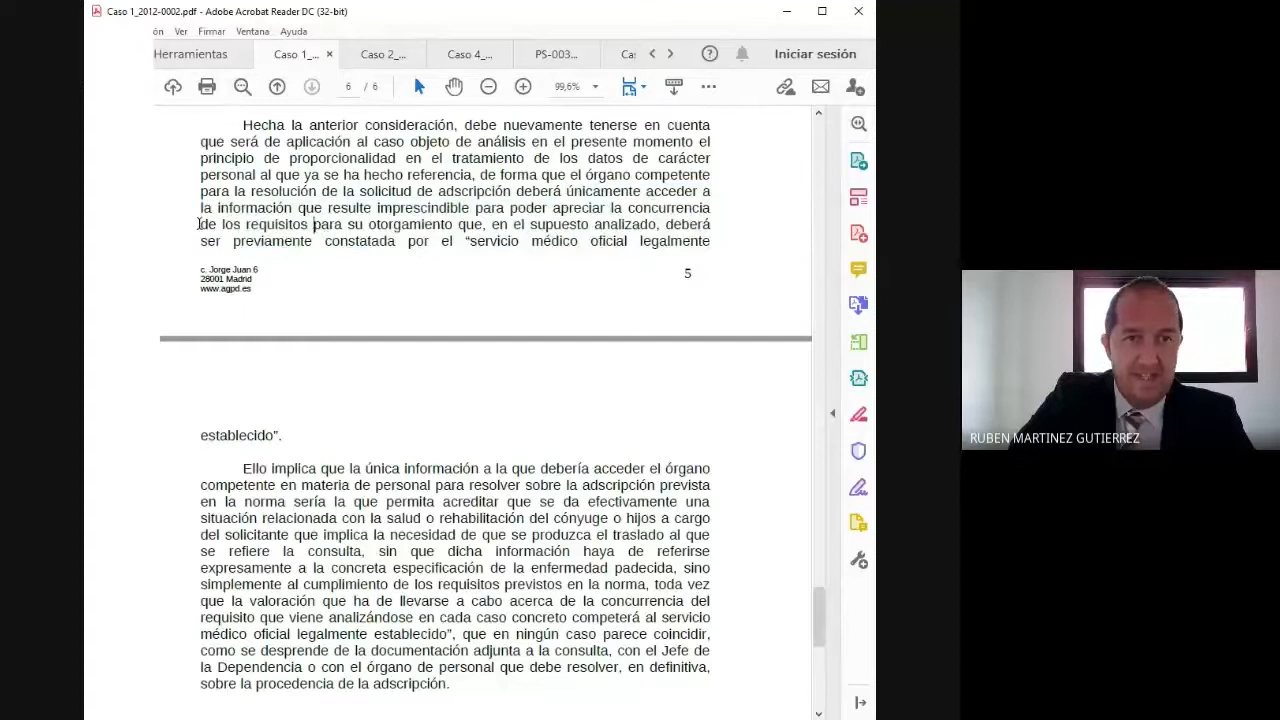 Caso 1_2012-0002.pdf - Adobe Acrobat Reader DC (32-bit)
ón Ver Firmar Ventana Ayuda
Herramientas Caso 1_... × Caso 2_... Caso 4_... PS-003... Ca: Iniciar sesión
6 / 6 99,6%
Hecha la anterior consideración, debe nuevamente tenerse en cuenta
que será de aplicación al caso objeto de análisis en el presente momento el
principio de proporcionalidad en el tratamiento de los datos de carácter
personal al que ya se ha hecho referencia, de forma que el órgano competente
para la resolución de la solicitud de adscripción deberá únicamente acceder a
la información que resulte imprescindible para poder apreciar la concurrencia
de los requisitos para su otorgamiento que, en el supuesto analizado, deberá
ser previamente constatada por el “servicio médico oficial legalmente
c. Jorge Juan 6
28001 Madrid
www.agpd.es
5
establecido”.
Ello implica que la única información a la que debería acceder el órgano
competente en materia de personal para resolver sobre la adscripción prevista
en la norma sería la que permita acreditar que se da efectivamente una
situación relacionada con la salud o rehabilitación del cónyuge o hijos a cargo
del solicitante que implica la necesidad de que se produzca el traslado al que
se refiere la consulta, sin que dicha información haya de referirse
expresamente a la concreta especificación de la enfermedad padecida, sino
simplemente al cumplimiento de los requisitos previstos en la norma, toda vez
que la valoración que ha de llevarse a cabo acerca de la concurrencia del
requisito que viene analizándose en cada caso concreto competerá al servicio
médico oficial legalmente establecido”, que en ningún caso parece coincidir,
como se desprende de la documentación adjunta a la consulta, con el Jefe de
la Dependencia o con el órgano de personal que debe resolver, en definitiva,
sobre la procedencia de la adscripción.
RUBEN MARTINEZ GUTIERREZ